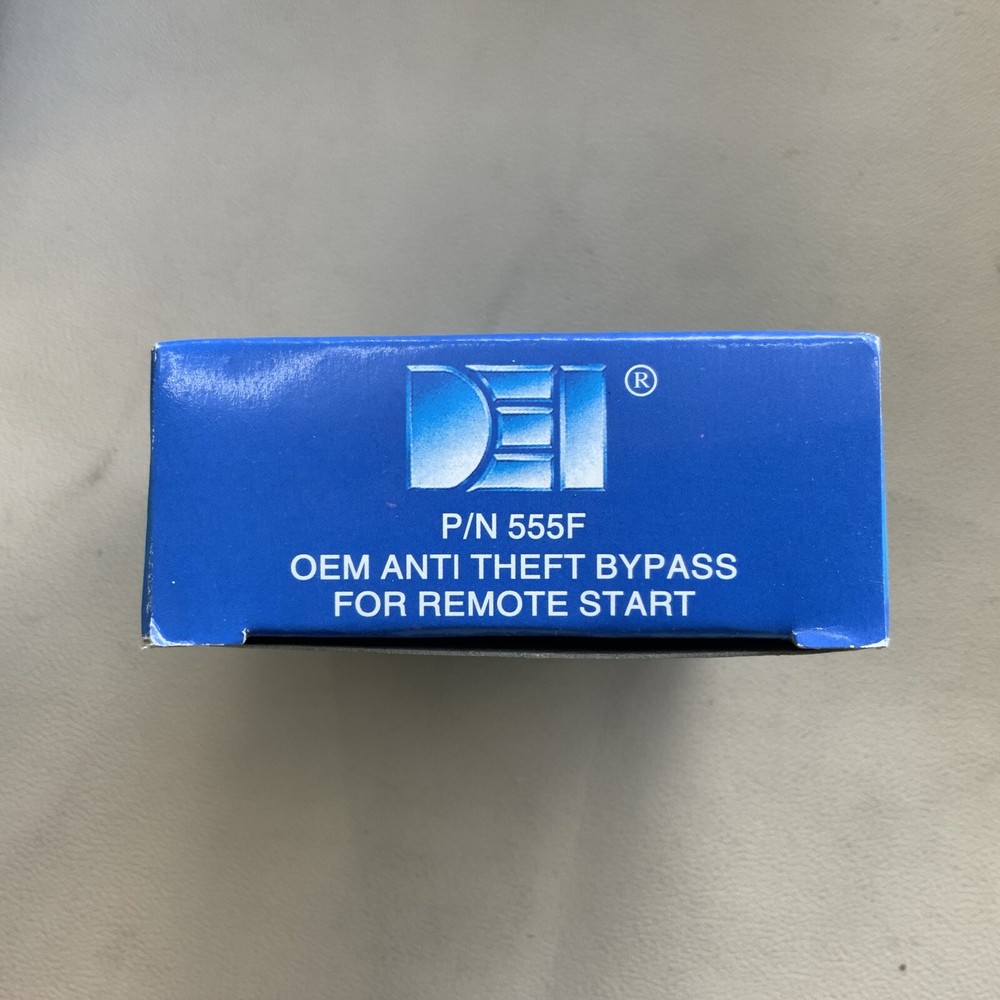 DEI®
P/N 555F
OEM ANTI THEFT BYPASS
FOR REMOTE START